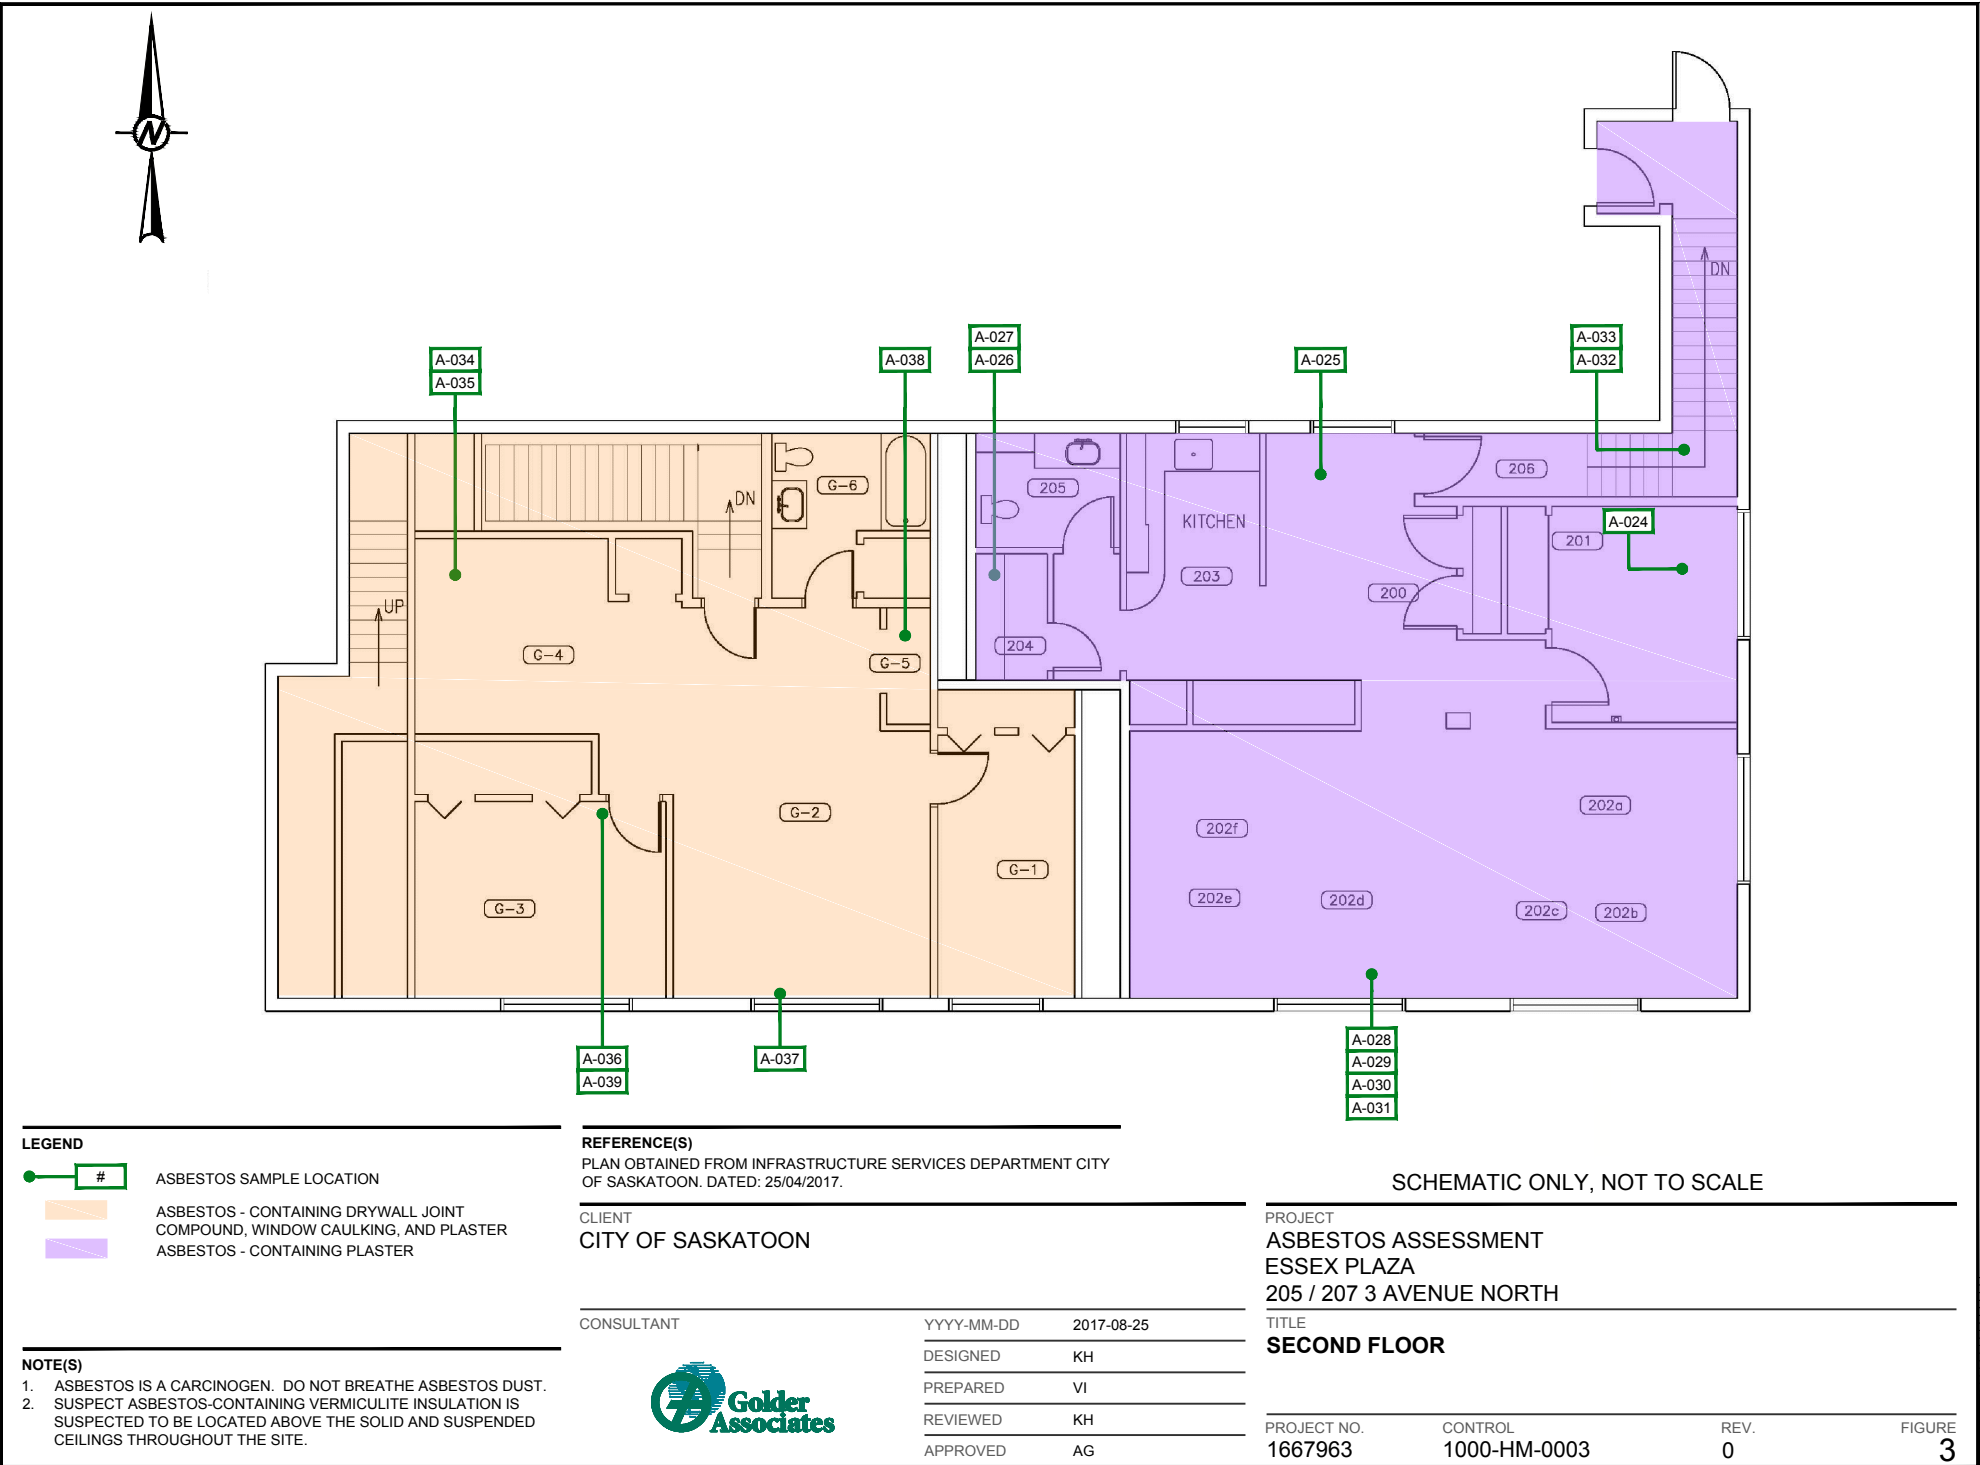 N
DN
A-034
A-035
A-038
A-027
A-026
A-025
A-033
A-032
DN
G-6
205
KITCHEN
206
A-024
201
203
200
UP
G-4
G-5
204
G-2
G-1
G-3
202a
202f
202e
202d
202c
202b
A-036
A-039
A-037
A-028
A-029
A-030
A-031
LEGEND
#
ASBESTOS SAMPLE LOCATION
ASBESTOS - CONTAINING DRYWALL JOINT
COMPOUND, WINDOW CAULKING, AND PLASTER
ASBESTOS - CONTAINING PLASTER
NOTE(S)
1. ASBESTOS IS A CARCINOGEN. DO NOT BREATHE ASBESTOS DUST.
2. SUSPECT ASBESTOS-CONTAINING VERMICULITE INSULATION IS
SUSPECTED TO BE LOCATED ABOVE THE SOLID AND SUSPENDED
CEILINGS THROUGHOUT THE SITE.
REFERENCE(S)
PLAN OBTAINED FROM INFRASTRUCTURE SERVICES DEPARTMENT CITY
OF SASKATOON. DATED: 25/04/2017.
CLIENT
CITY OF SASKATOON
CONSULTANT
Golder
Associates
YYYY-MM-DD 2017-08-25
DESIGNED KH
PREPARED VI
REVIEWED KH
APPROVED AG
SCHEMATIC ONLY, NOT TO SCALE
PROJECT
ASBESTOS ASSESSMENT
ESSEX PLAZA
205 / 207 3 AVENUE NORTH
TITLE
SECOND FLOOR
PROJECT NO. CONTROL REV. FIGURE
1667963 1000-HM-0003 0 3